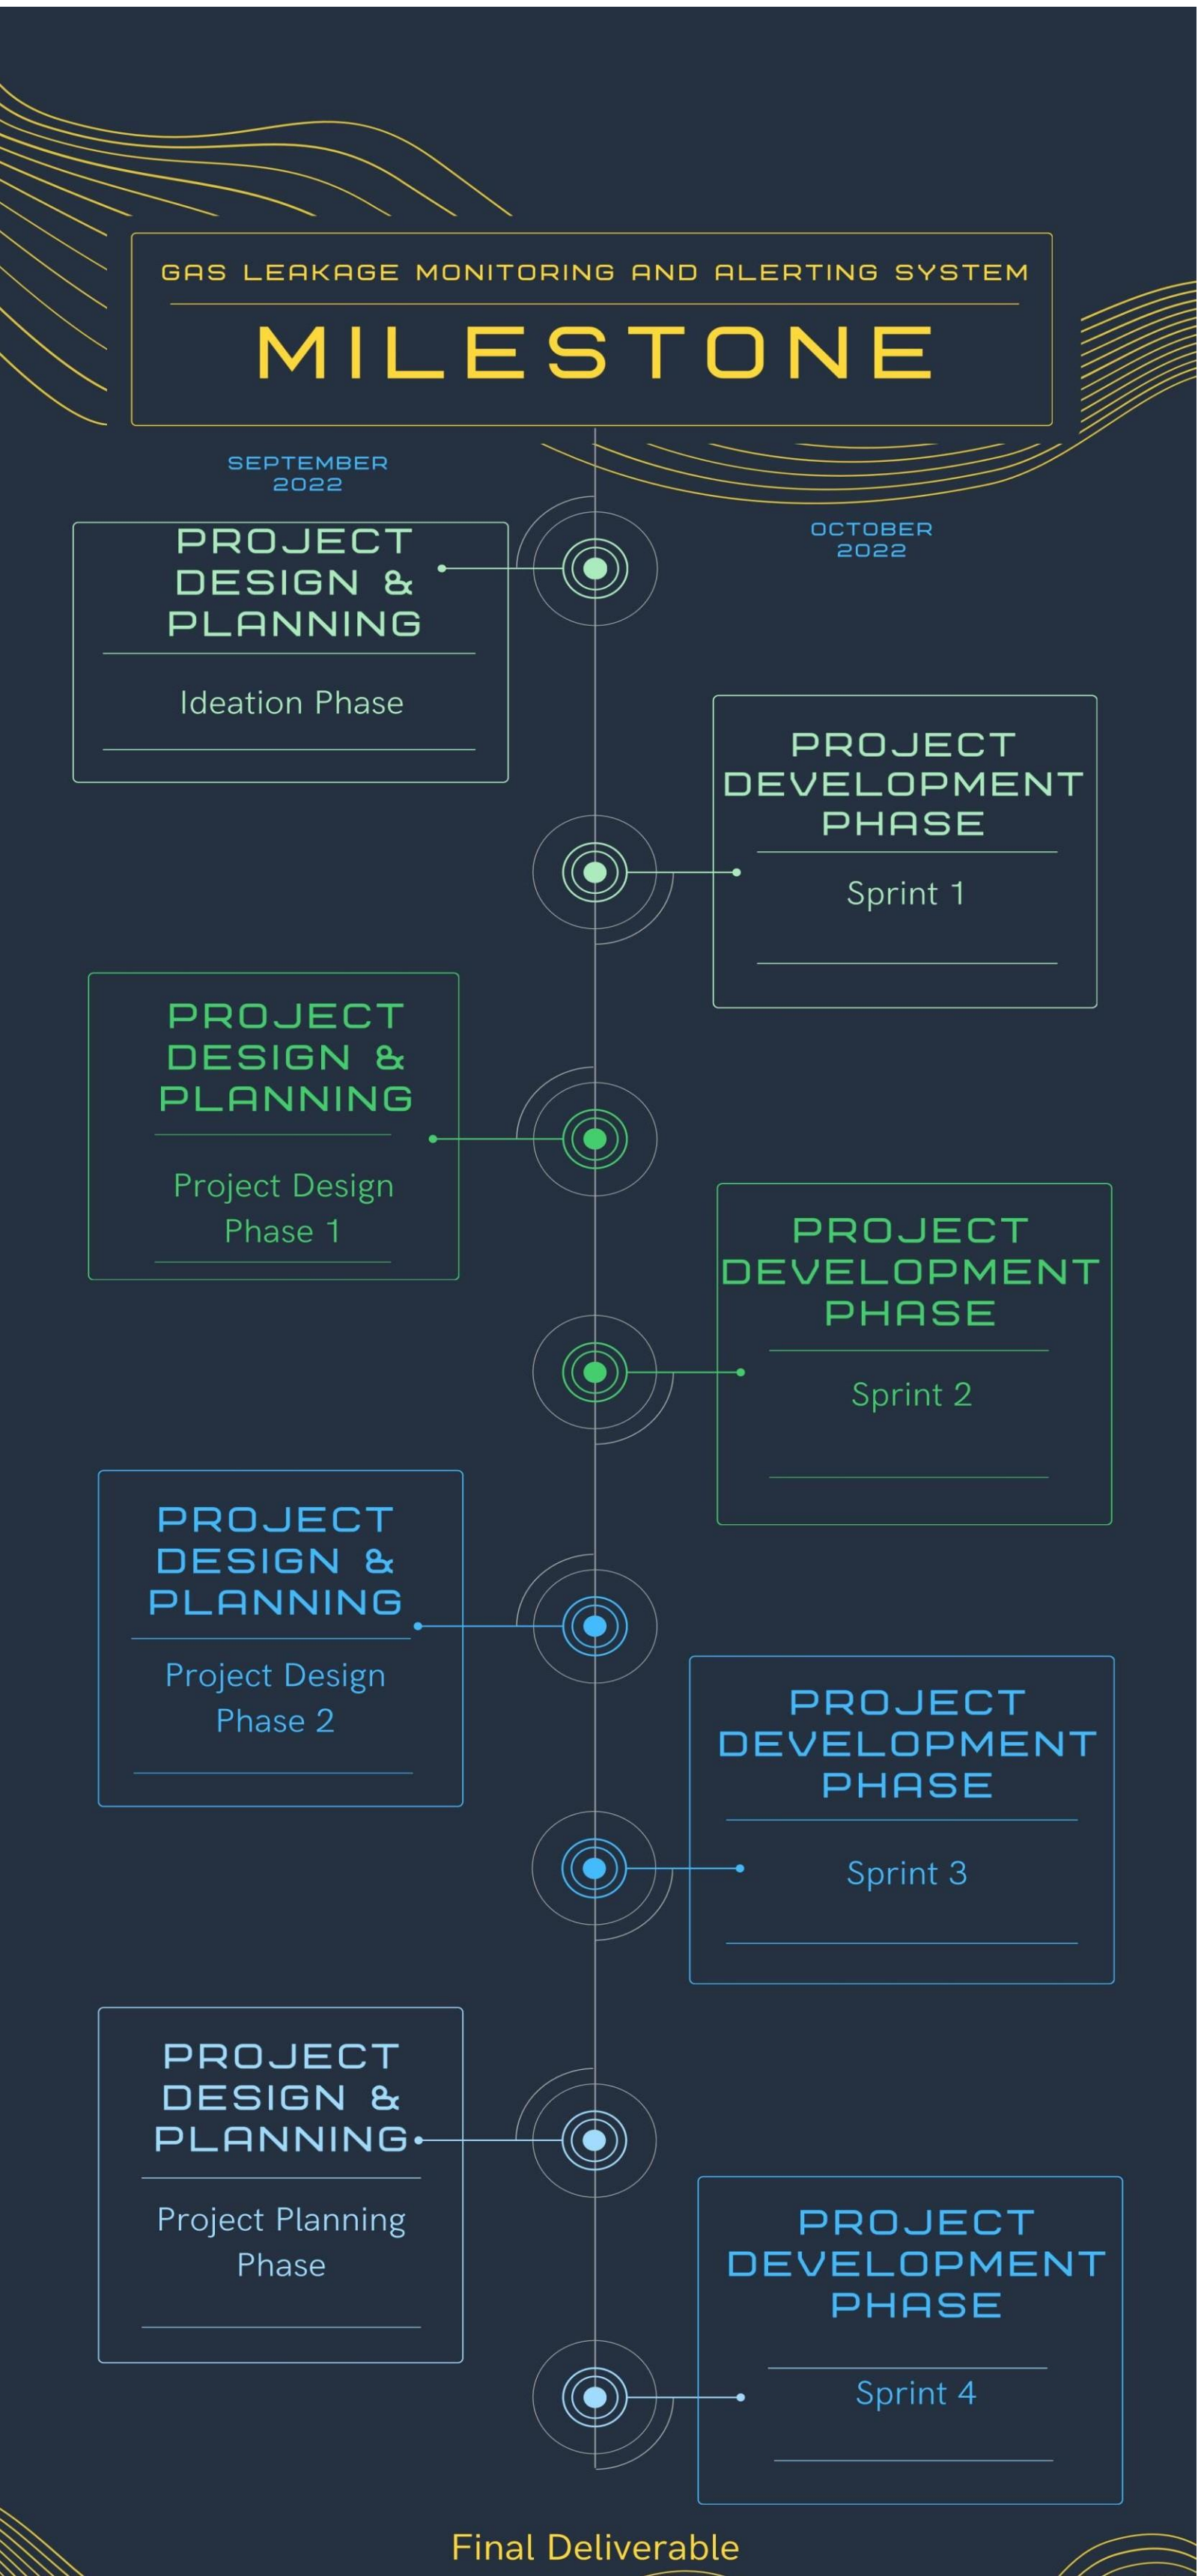 GAS LEAKAGE MONITORING AND ALERTING SYSTEM
MILESTONE
SEPTEMBER
2022
OCTOBER
2022
PROJECT
DESIGN &
PLANNING
Ideation Phase
PROJECT
DEVELOPMENT
PHASE
Sprint 1
PROJECT
DESIGN &
PLANNING
Project Design
Phase 1
PROJECT
DEVELOPMENT
PHASE
Sprint 2
PROJECT
DESIGN &
PLANNING
Project Design
Phase 2
PROJECT
DEVELOPMENT
PHASE
Sprint 3
PROJECT
DESIGN &
PLANNING
Project Planning
Phase
PROJECT
DEVELOPMENT
PHASE
Sprint 4
Final Deliverable